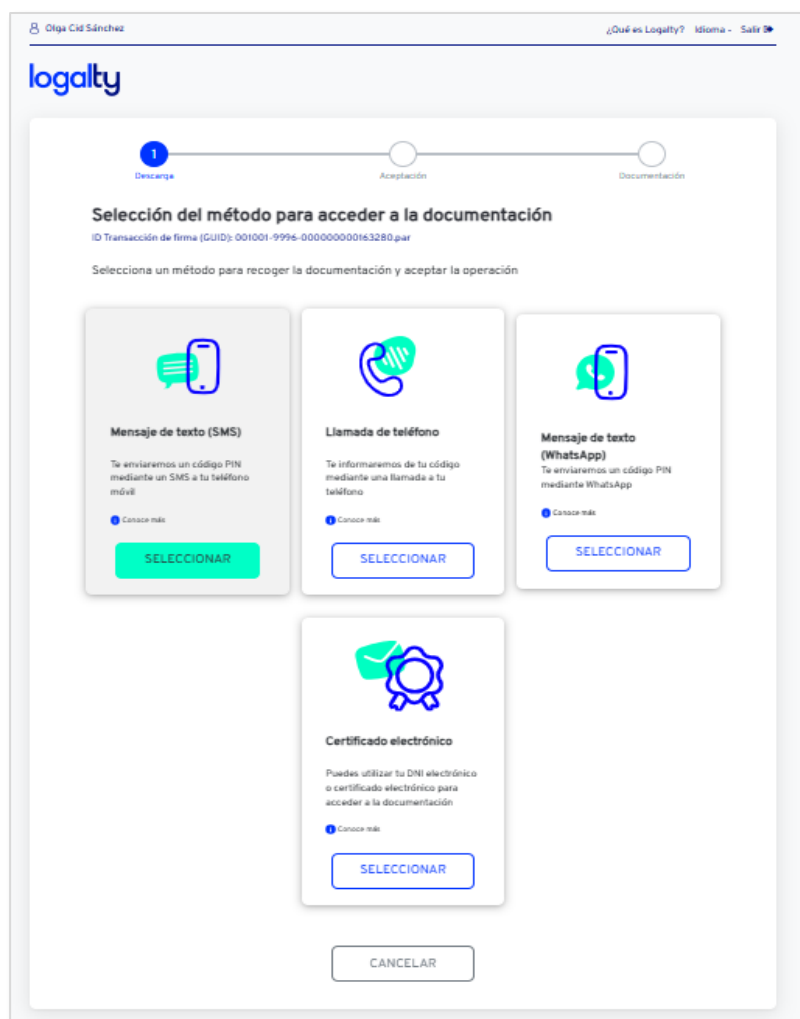 Olga Cid Sánchez
¿Qué es Logalty? Idioma - Salir
logalty
1
Descarga
Aceptación
Documentación
Selección del método para acceder a la documentación
ID Transacción de firma (GUID): 001001-9996-000000000163280.par
Selecciona un método para recoger la documentación y aceptar la operación
Mensaje de texto (SMS)
Te enviaremos un código PIN
mediante un SMS a tu teléfono
móvil
Conoce más
SELECCIONAR
Llamada de teléfono
Te informaremos de tu código
mediante una llamada a tu
teléfono
Conoce más
SELECCIONAR
Mensaje de texto
(WhatsApp)
Te enviaremos un código PIN
mediante WhatsApp
Conoce más
SELECCIONAR
Certificado electrónico
Puedes utilizar tu DNI electrónico
o certificado electrónico para
acceder a la documentación
Conoce más
SELECCIONAR
CANCELAR